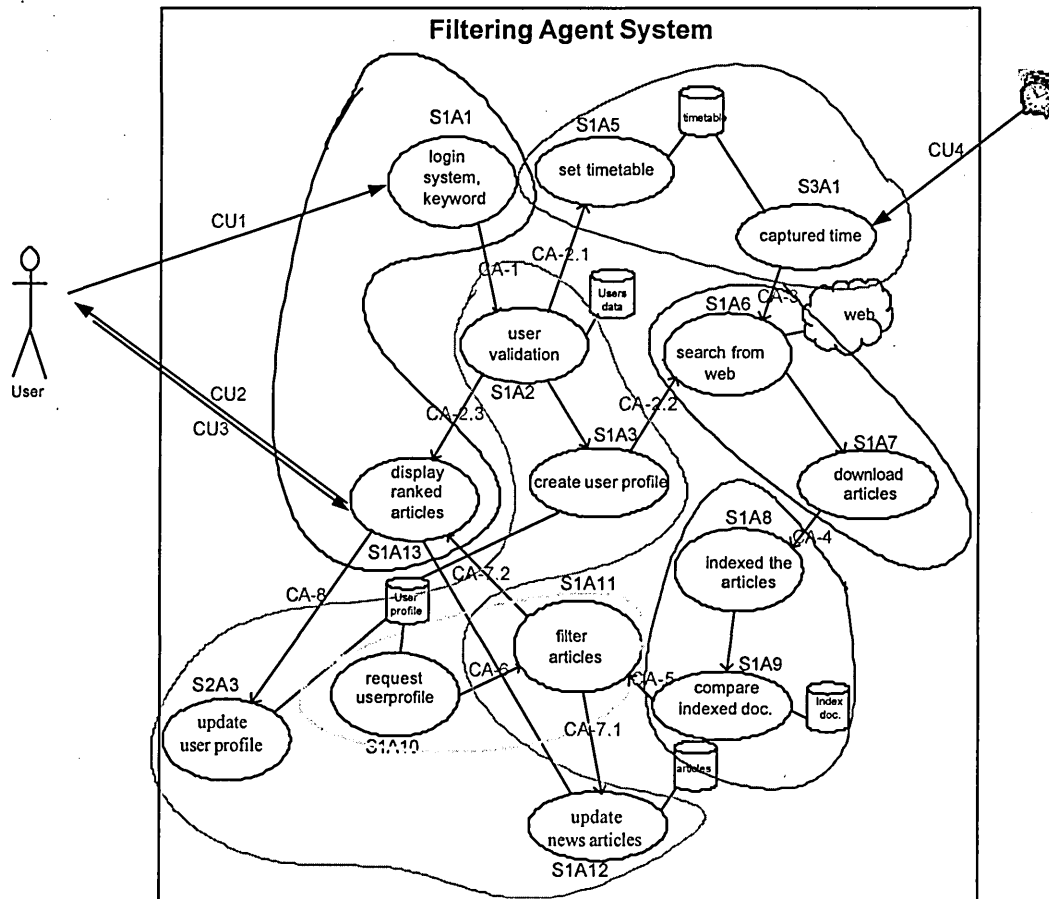 Filtering Agent System
S1A1
login
system,
keyword
S1A5
set timetable
timetable
CU4
S3A1
captured time
CU1
CA-1
CA-2.1
Users
data
CA-3
S1A6
web
user
validation
search from
web
S1A2
User
CU2
CU3
CA-2.3
CA-2.2
S1A3
S1A7
display
ranked
articles
create user profile
download
articles
S1A8
CA-4
S1A13
indexed the
articles
CA-7.2
CA-8
User
profile
S1A11
filter
articles
S2A3
request
userprofile
CA-6
CA-5
S1A9
compare
indexed doc.
Index
doc.
update
user profile
S1A10
CA-7.1
articles
update
news articles
S1A12